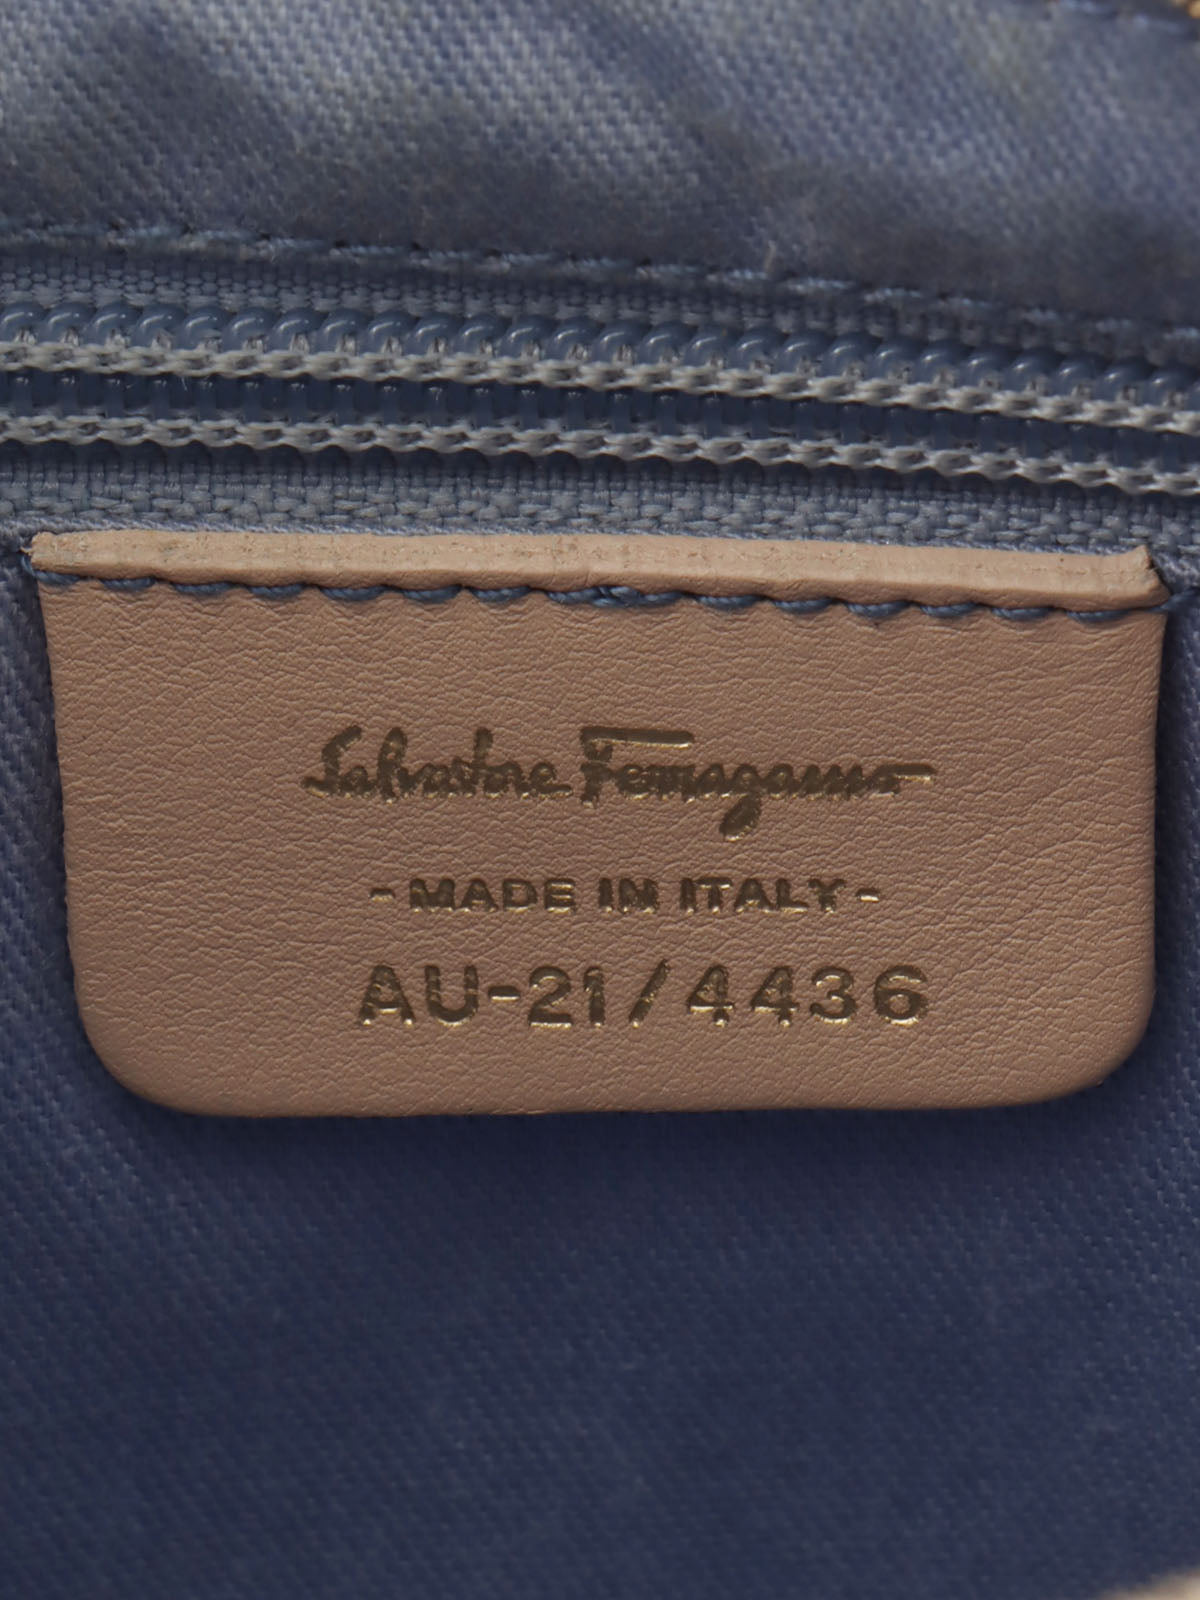 Salvatore Ferragamo
- MADE IN ITALY -
AU-21/4436